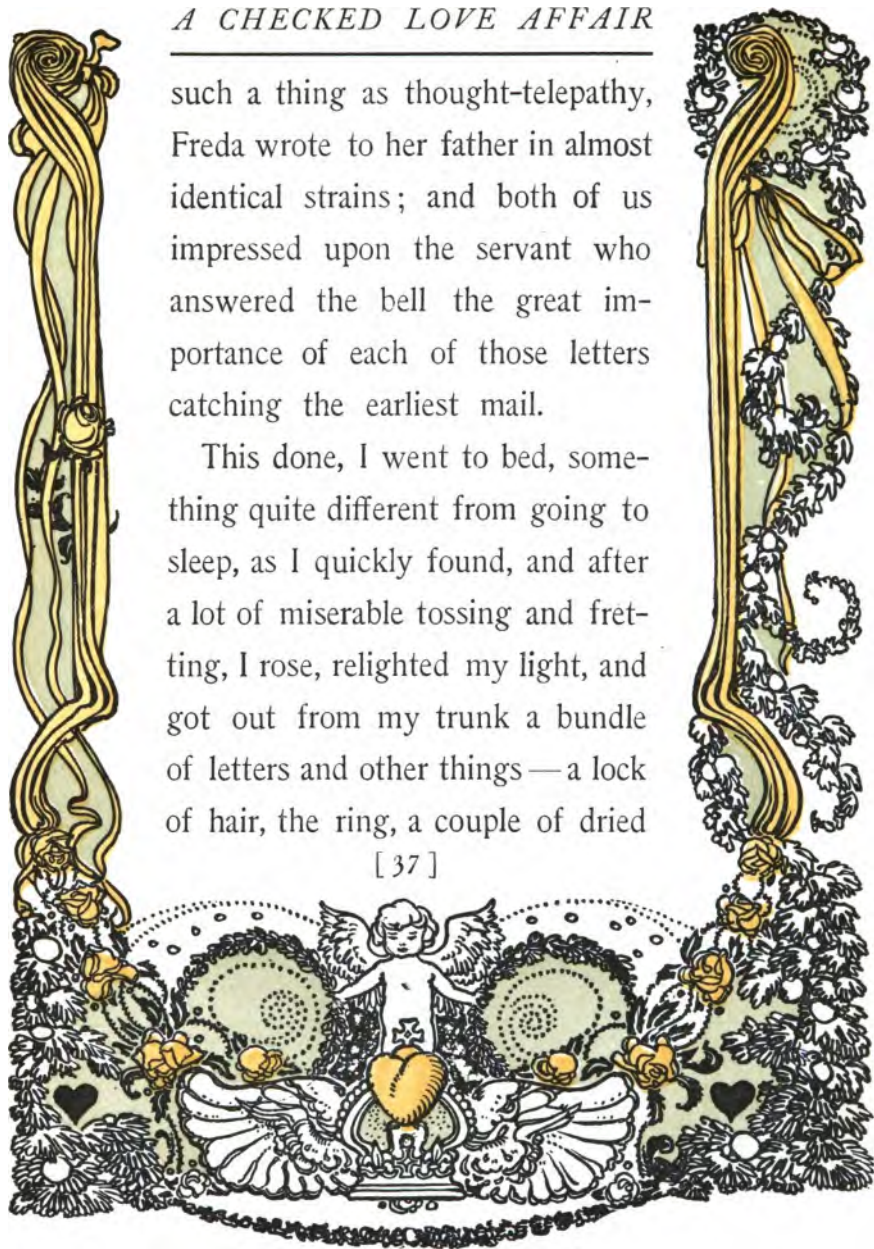 A CHECKED LOVE AFFAIR
such a thing as thought-telepathy,
Freda wrote to her father in almost
identical strains; and both of us
impressed upon the servant who
answered the bell the great im-
portance of each of those letters
catching the earliest mail.
This done, I went to bed, some-
thing quite different from going to
sleep, as I quickly found, and after
a lot of miserable tossing and fret-
ting, I rose, relighted my light, and
got out from my trunk a bundle
of letters and other things — a lock
of hair, the ring, a couple of dried
[ 37 ]